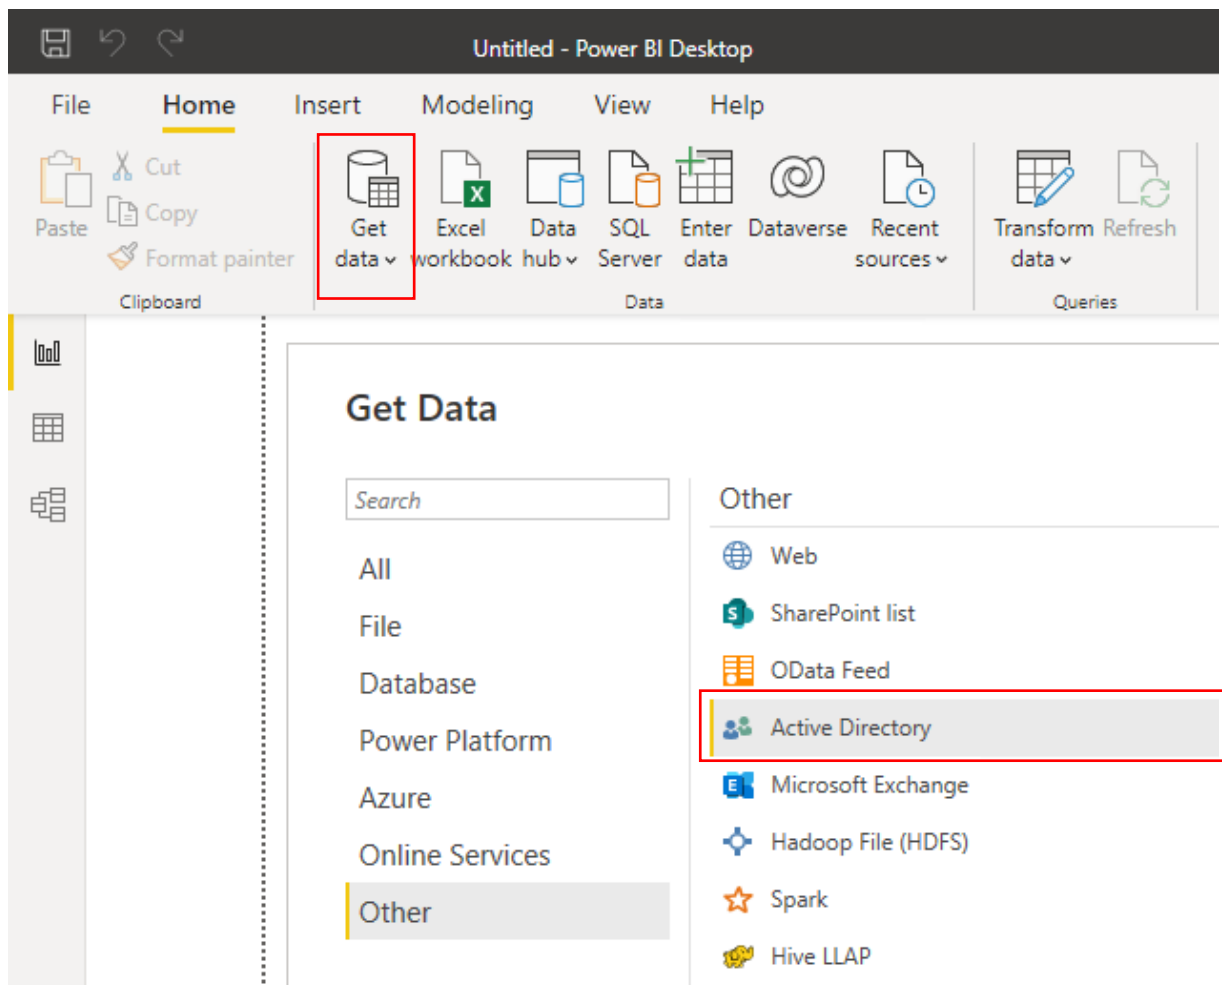 Untitled - Power BI Desktop
File Home Insert Modeling View Help
Paste
Cut
Copy
Format painter
Clipboard
Get
data
Excel
workbook
Data
hub
SQL
Server
Enter
data
Dataverse
Recent
sources
Data
Transform
data
Refresh
Queries
Get Data
Search
All
File
Database
Power Platform
Azure
Online Services
Other
Other
Web
SharePoint list
OData Feed
Active Directory
Microsoft Exchange
Hadoop File (HDFS)
Spark
Hive LLAP